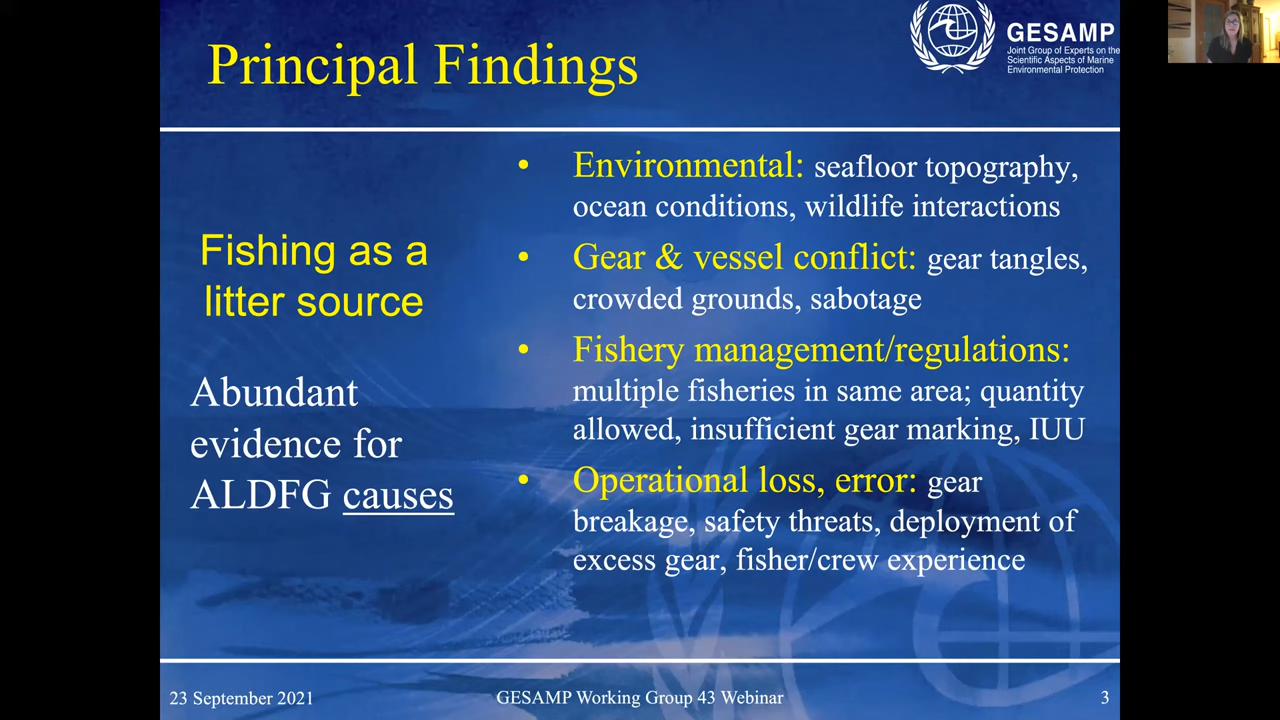 Principal Findings
GESAMP
Joint Group of Experts on the
Scientific Aspects of Marine
Environmental Protection
Fishing as a
litter source
Abundant
evidence for
ALDFG causes
• Environmental: seafloor topography,
ocean conditions, wildlife interactions
• Gear & vessel conflict: gear tangles,
crowded grounds, sabotage
• Fishery management/regulations:
multiple fisheries in same area; quantity
allowed, insufficient gear marking, IUU
• Operational loss, error: gear
breakage, safety threats, deployment of
excess gear, fisher/crew experience
23 September 2021
GESAMP Working Group 43 Webinar
3